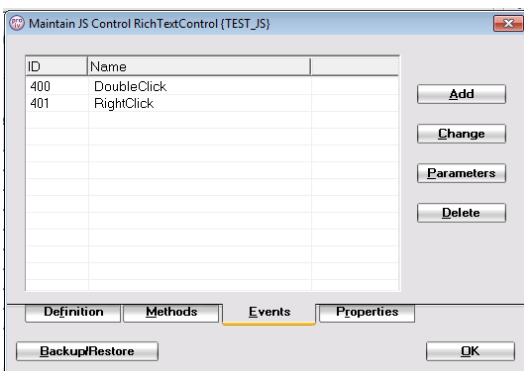 Maintain JS Control RichTextControl {TEST_JS}
ID Name
400 DoubleClick
401 RightClick
Add
Change
Parameters
Delete
Definition Methods Events Properties
Backup/Restore OK